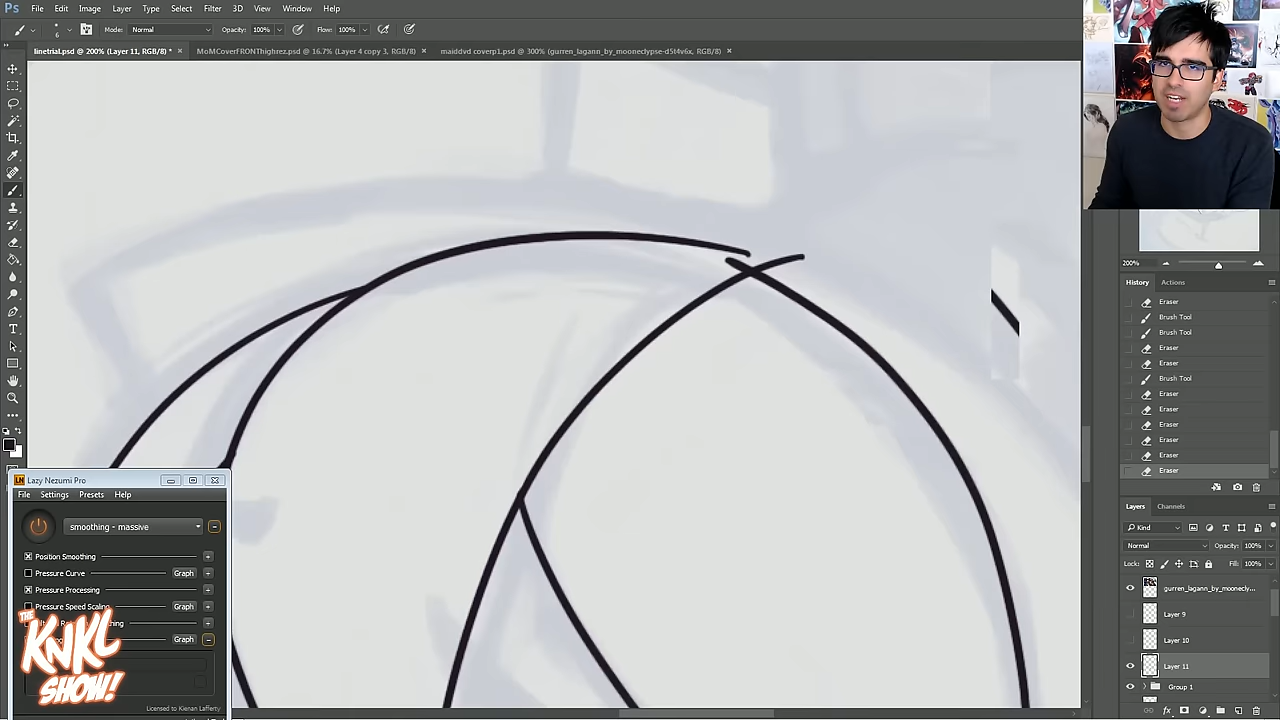 Ps File Edit Image Layer Type Select Filter 3D View Window Help
6 Mode: Normal Opacity: 100% Flow: 100%
linetrial.psd @ 200% (Layer 11, RGB/8) * × MoMCoverFRONThighrez.psd @ 16.7% (Layer 4 copy 3, RGB/8) × maiddvd coverp1.psd @ 300% (gurren_lagann_by_mooneclypse-d5t4v6x, RGB/8) ×
200%
History Actions
Eraser
Brush Tool
Brush Tool
Eraser
Eraser
Brush Tool
Eraser
Eraser
Eraser
Eraser
Eraser
Eraser
Layers Channels
Kind
Normal Opacity: 100%
Lock: Fill: 100%
gurren_lagann_by_moonecly...
Layer 9
Layer 10
Layer 11
Group 1
LN Lazy Nezumi Pro
File Settings Presets Help
smoothing - massive
Position Smoothing
Pressure Curve Graph
Pressure Processing
Pressure Speed Scaling Graph
Graph
THE
KNKL
SHOW!
Licensed to Kienan Lafferty